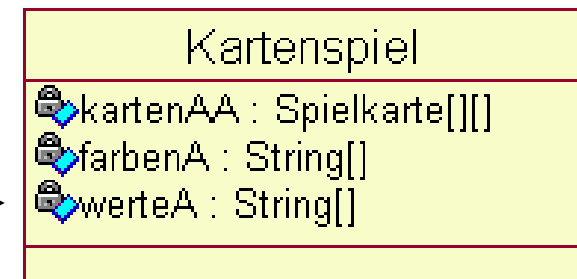 Kartenspiel
kartenAA : Spielkarte[][]
farbenA : String[]
werteA : String[]